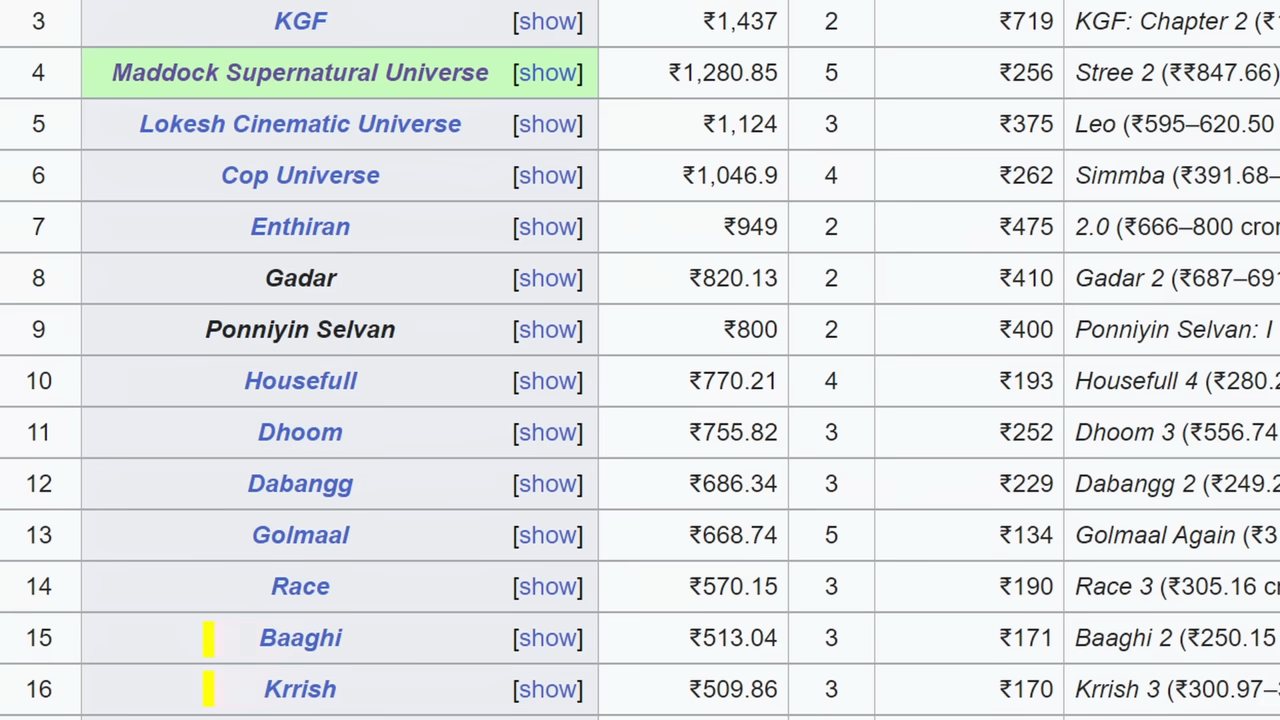 3 KGF [show] ₹1,437 2 ₹719 KGF: Chapter 2 (₹
4 Maddock Supernatural Universe [show] ₹1,280.85 5 ₹256 Stree 2 (₹₹847.66)
5 Lokesh Cinematic Universe [show] ₹1,124 3 ₹375 Leo (₹595–620.50
6 Cop Universe [show] ₹1,046.9 4 ₹262 Simmba (₹391.68–
7 Enthiran [show] ₹949 2 ₹475 2.0 (₹666–800 cror
8 Gadar [show] ₹820.13 2 ₹410 Gadar 2 (₹687–691
9 Ponniyin Selvan [show] ₹800 2 ₹400 Ponniyin Selvan: I
10 Housefull [show] ₹770.21 4 ₹193 Housefull 4 (₹280.2
11 Dhoom [show] ₹755.82 3 ₹252 Dhoom 3 (₹556.74
12 Dabangg [show] ₹686.34 3 ₹229 Dabangg 2 (₹249.2
13 Golmaal [show] ₹668.74 5 ₹134 Golmaal Again (₹3
14 Race [show] ₹570.15 3 ₹190 Race 3 (₹305.16 cr
15 Baaghi [show] ₹513.04 3 ₹171 Baaghi 2 (₹250.15
16 Krrish [show] ₹509.86 3 ₹170 Krrish 3 (₹300.97–